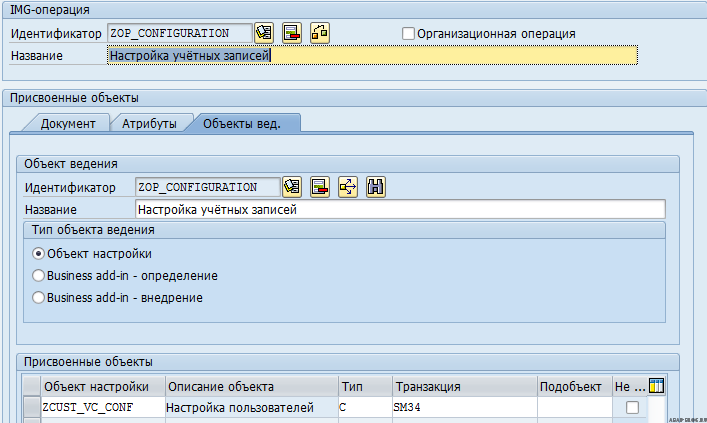 IMG-операция
Идентификатор ZOP_CONFIGURATION Организационная операция
Название Настройка учётных записей
Присвоенные объекты
Документ Атрибуты Объекты вед.
Объект ведения
Идентификатор ZOP_CONFIGURATION
Название Настройка учётных записей
Тип объекта ведения
Объект настройки
Business add-in - определение
Business add-in - внедрение
Присвоенные объекты
Объект настройки Описание объекта Тип Транзакция Подобъект Не ...
ZCUST_VC_CONF Настройка пользователей C SM34